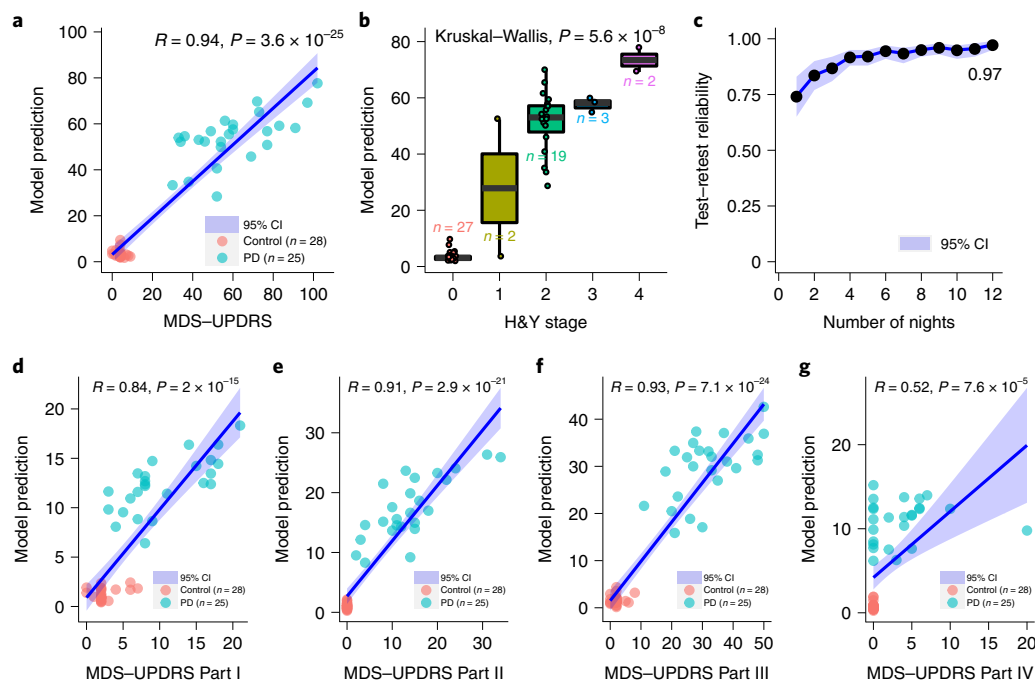 a
R = 0.94, P = 3.6 × 10⁻²⁵
Model prediction
100
80
60
40
20
0
0 20 40 60 80 100
MDS–UPDRS
95% CI
Control (n = 28)
PD (n = 25)
b
Kruskal–Wallis, P = 5.6 × 10⁻⁸
Model prediction
80
60
40
20
0
n = 27
n = 2
n = 19
n = 3
n = 2
0 1 2 3 4
H&Y stage
c
Test–retest reliability
1.00
0.75
0.50
0.25
0
0.97
95% CI
0 2 4 6 8 10 12
Number of nights
d
R = 0.84, P = 2 × 10⁻¹⁵
Model prediction
20
15
10
5
0
95% CI
Control (n = 28)
PD (n = 25)
0 5 10 15 20
MDS–UPDRS Part I
e
R = 0.91, P = 2.9 × 10⁻²¹
Model prediction
30
20
10
0
95% CI
Control (n = 28)
PD (n = 25)
0 10 20 30
MDS–UPDRS Part II
f
R = 0.93, P = 7.1 × 10⁻²⁴
Model prediction
50
40
30
20
10
0
95% CI
Control (n = 28)
PD (n = 25)
0 10 20 30 40 50
MDS–UPDRS Part III
g
R = 0.52, P = 7.6 × 10⁻⁵
Model prediction
20
10
0
95% CI
Control (n = 28)
PD (n = 25)
0 5 10 15 20
MDS–UPDRS Part IV